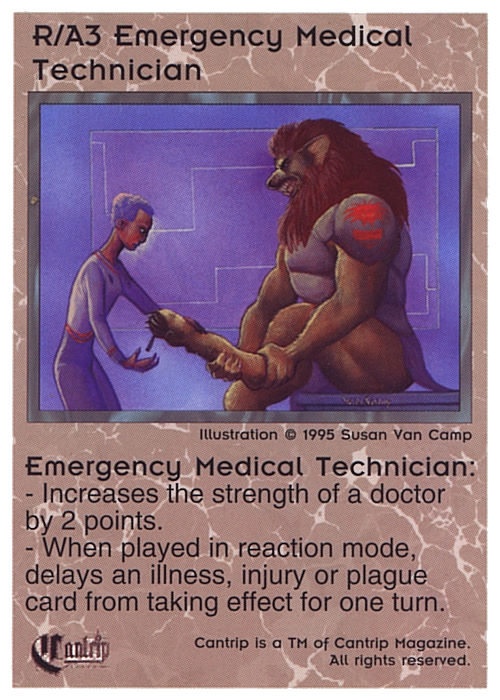 R/A3 Emergency Medical
Technician
Illustration © 1995 Susan Van Camp
Emergency Medical Technician:
- Increases the strength of a doctor
by 2 points.
- When played in reaction mode,
delays an illness, injury or plague
card from taking effect for one turn.
Cantrip
Cantrip is a TM of Cantrip Magazine.
All rights reserved.